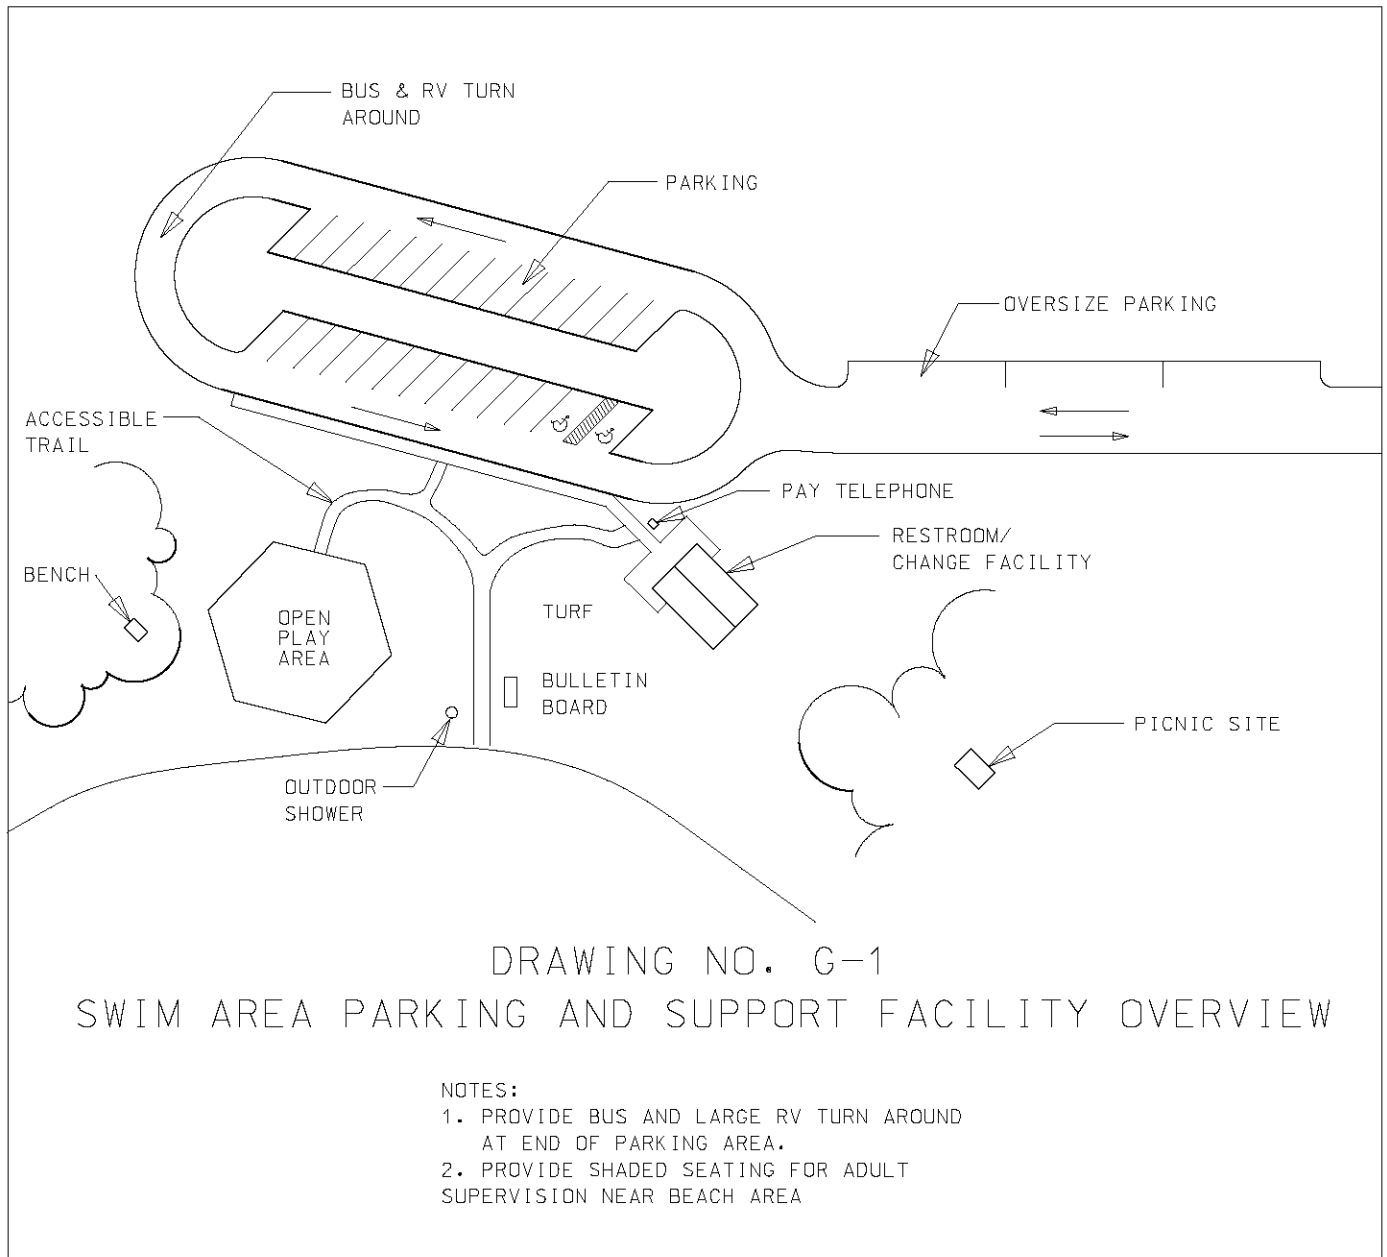 BUS & RV TURN
AROUND
PARKING
OVERSIZE PARKING
ACCESSIBLE
TRAIL
PAY TELEPHONE
RESTROOM/
CHANGE FACILITY
BENCH
OPEN
PLAY
AREA
TURF
BULLETIN
BOARD
PICNIC SITE
OUTDOOR
SHOWER
DRAWING NO. G-1
SWIM AREA PARKING AND SUPPORT FACILITY OVERVIEW
NOTES:
1. PROVIDE BUS AND LARGE RV TURN AROUND
AT END OF PARKING AREA.
2. PROVIDE SHADED SEATING FOR ADULT
SUPERVISION NEAR BEACH AREA